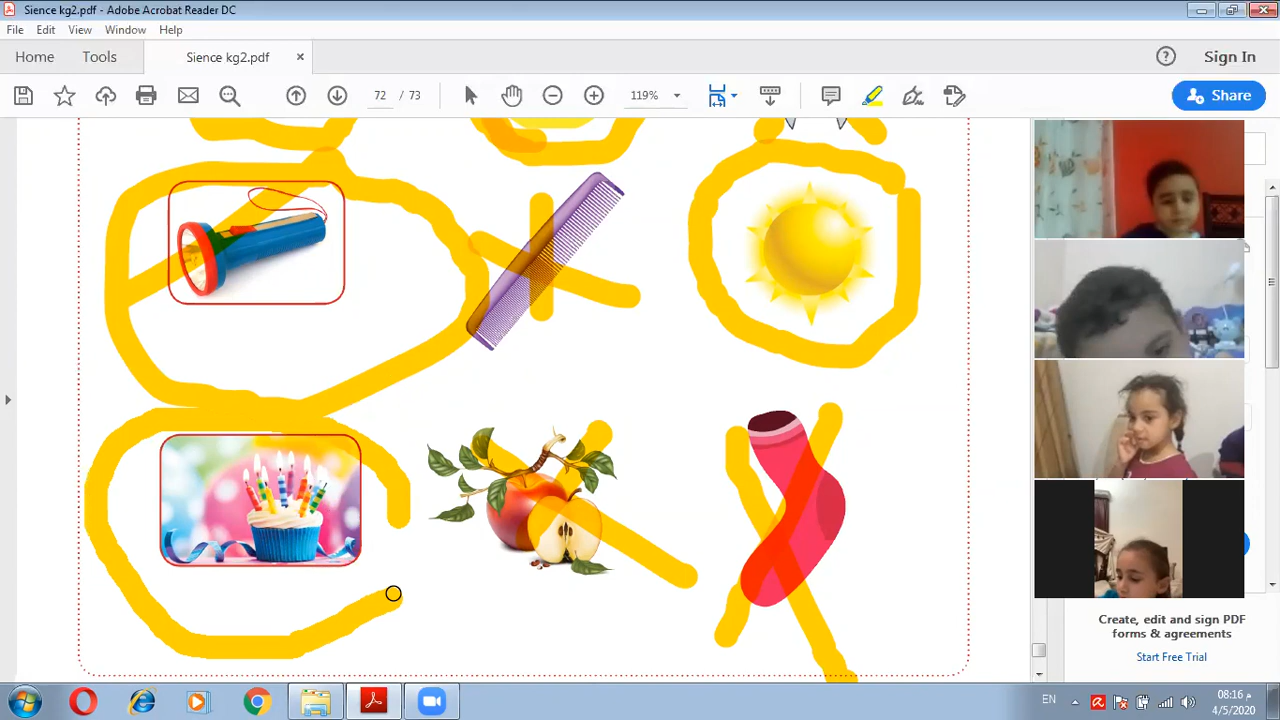 Sience kg2.pdf - Adobe Acrobat Reader DC
File Edit View Window Help
Home Tools Sience kg2.pdf × ? Sign In
72 / 73 119% Share
Create, edit and sign PDF
forms & agreements
Start Free Trial
EN 08:16 م
4/5/2020